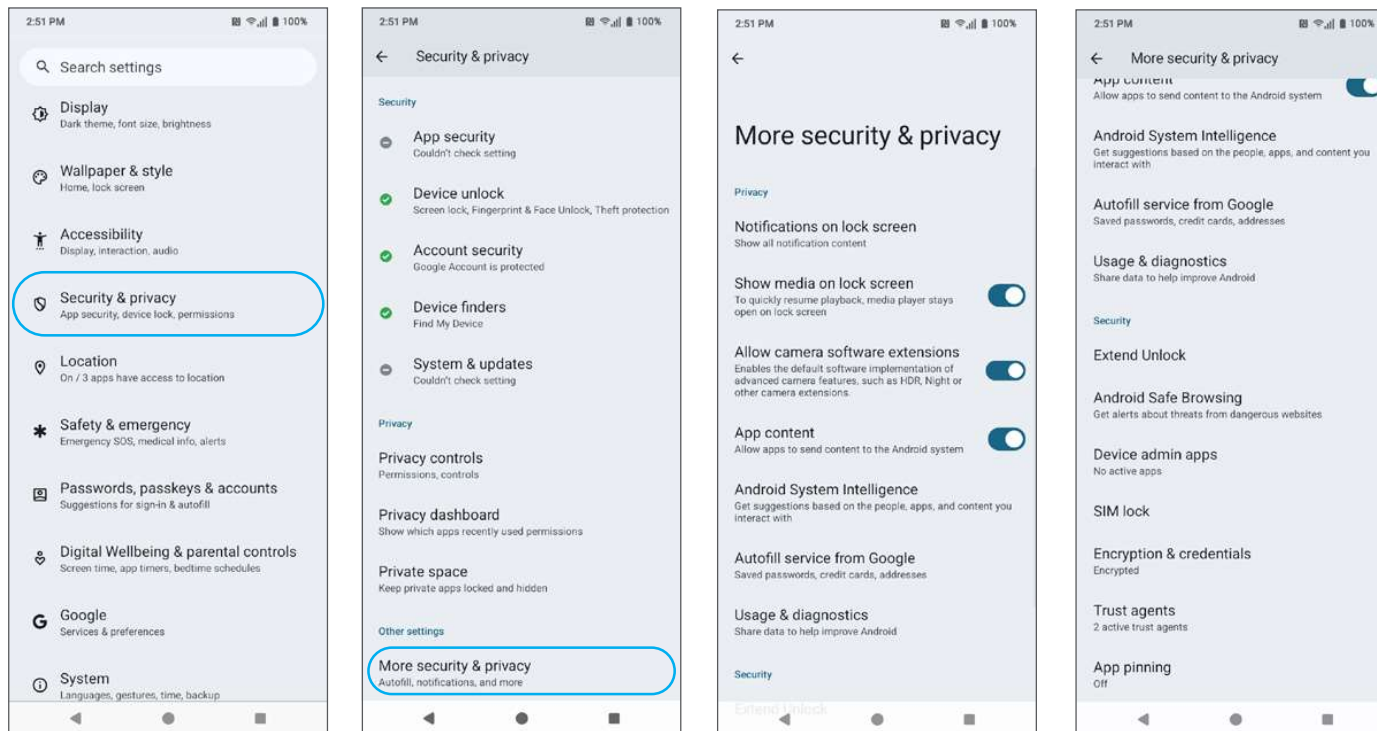 2:51 PM 100%
Search settings
Display
Dark theme, font size, brightness
Wallpaper & style
Home, lock screen
Accessibility
Display, interaction, audio
Security & privacy
App security, device lock, permissions
Location
On / 3 apps have access to location
Safety & emergency
Emergency SOS, medical info, alerts
Passwords, passkeys & accounts
Suggestions for sign-in & autofill
Digital Wellbeing & parental controls
Screen time, app timers, bedtime schedules
Google
Services & preferences
System
Languages, gestures, time, backup
2:51 PM 100%
Security & privacy
Security
App security
Couldn't check setting
Device unlock
Screen lock, Fingerprint & Face Unlock, Theft protection
Account security
Google Account is protected
Device finders
Find My Device
System & updates
Couldn't check setting
Privacy
Privacy controls
Permissions, controls
Privacy dashboard
Show which apps recently used permissions
Private space
Keep private apps locked and hidden
Other settings
More security & privacy
Autofill, notifications, and more
2:51 PM 100%
More security & privacy
Privacy
Notifications on lock screen
Show all notification content
Show media on lock screen
To quickly resume playback, media player stays
open on lock screen
Allow camera software extensions
Enables the default software implementation of
advanced camera features, such as HDR, Night or
other camera extensions.
App content
Allow apps to send content to the Android system
Android System Intelligence
Get suggestions based on the people, apps, and content you
interact with
Autofill service from Google
Saved passwords, credit cards, addresses
Usage & diagnostics
Share data to help improve Android
Security
Extend Unlock
2:51 PM 100%
More security & privacy
App content
Allow apps to send content to the Android system
Android System Intelligence
Get suggestions based on the people, apps, and content you
interact with
Autofill service from Google
Saved passwords, credit cards, addresses
Usage & diagnostics
Share data to help improve Android
Security
Extend Unlock
Android Safe Browsing
Get alerts about threats from dangerous websites
Device admin apps
No active apps
SIM lock
Encryption & credentials
Encrypted
Trust agents
2 active trust agents
App pinning
Off